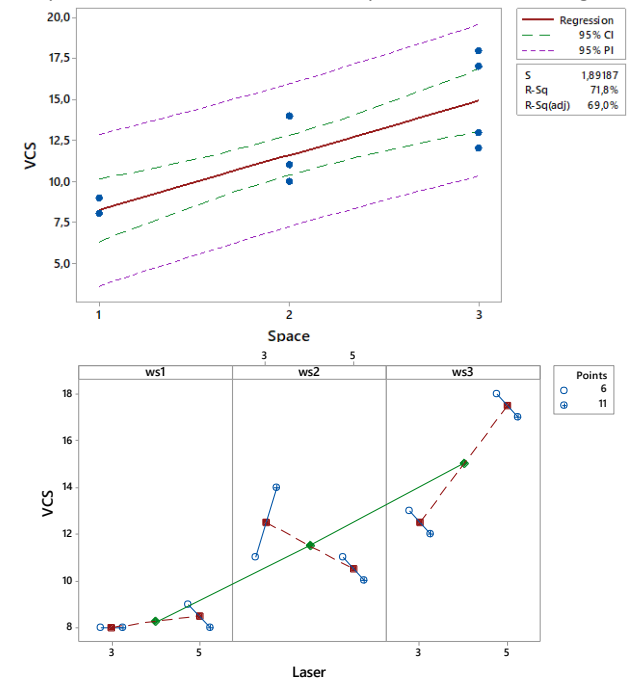 20,0
17,5
15,0
12,5
10,0
7,5
5,0
VCS
1 2 3
Space
Regression
95% CI
95% PI
S 1,89187
R-Sq 71,8%
R-Sq(adj) 69,0%
3 5
ws1 ws2 ws3
18
16
14
12
10
8
VCS
3 5 3 5
Laser
Points
6
11